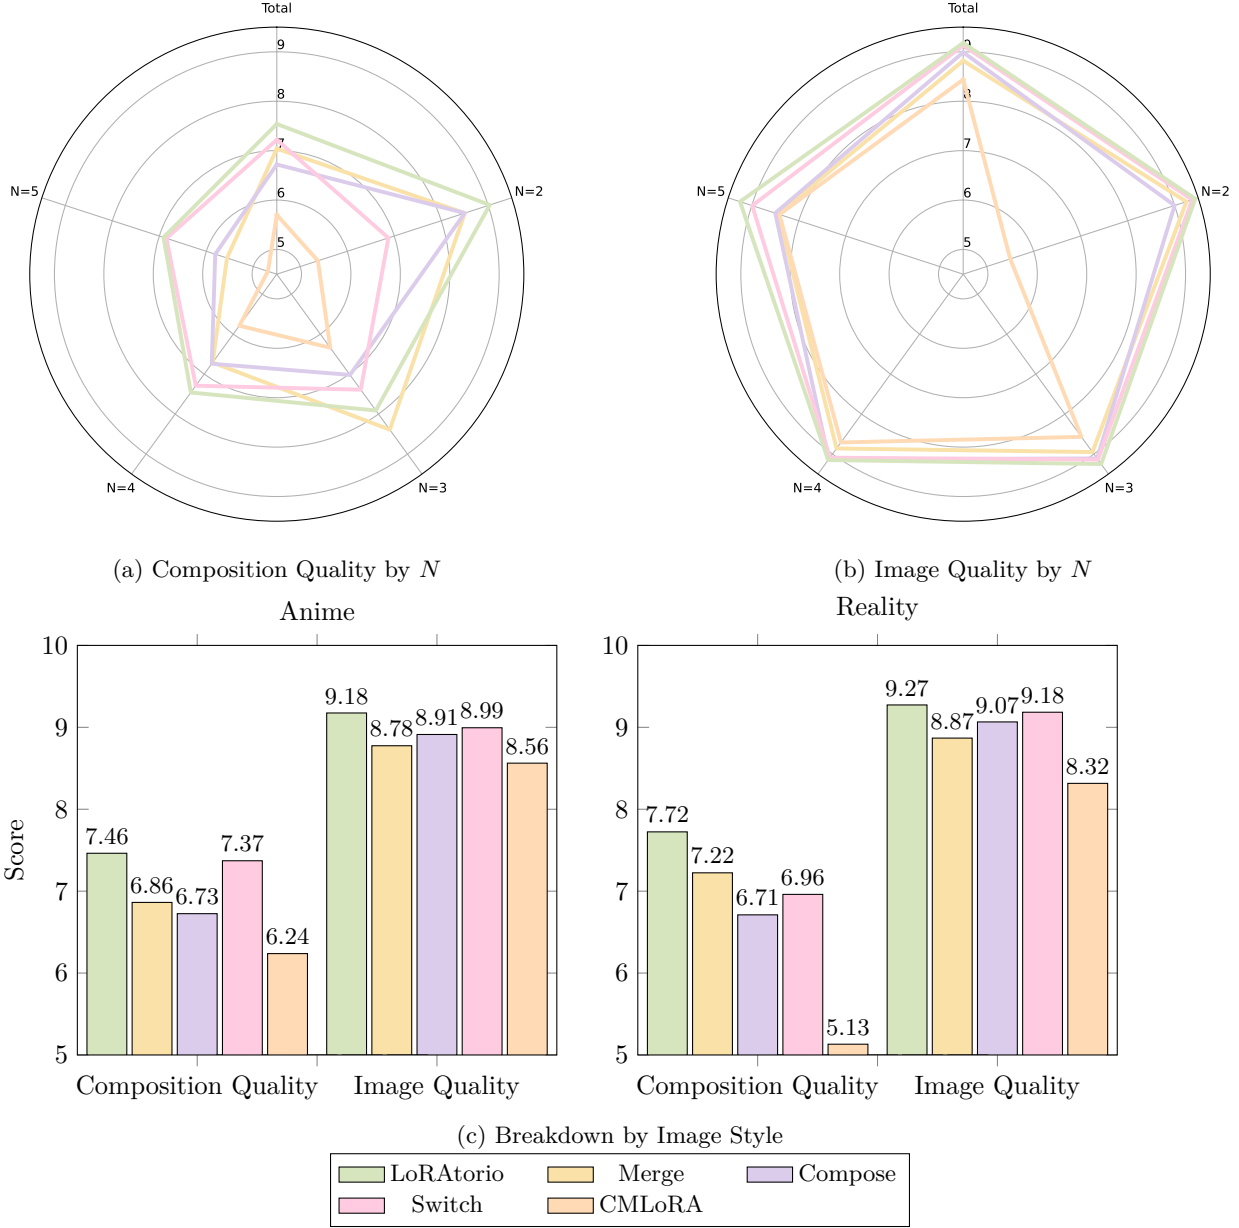 Total
9
8
7
6
5
N=5
N=2
N=4
N=3
(a) Composition Quality by N
Total
9
8
7
6
5
N=5
N=2
N=4
N=3
(b) Image Quality by N
Anime
10
9
8
7
6
5
Score
7.46
6.86
6.73
7.37
6.24
9.18
8.78
8.91
8.99
8.56
Composition Quality
Image Quality
Reality
10
9
8
7
6
5
7.72
7.22
6.71
6.96
5.13
9.27
8.87
9.07
9.18
8.32
Composition Quality
Image Quality
(c) Breakdown by Image Style
LoRAtorio Merge Compose
Switch CMLoRA